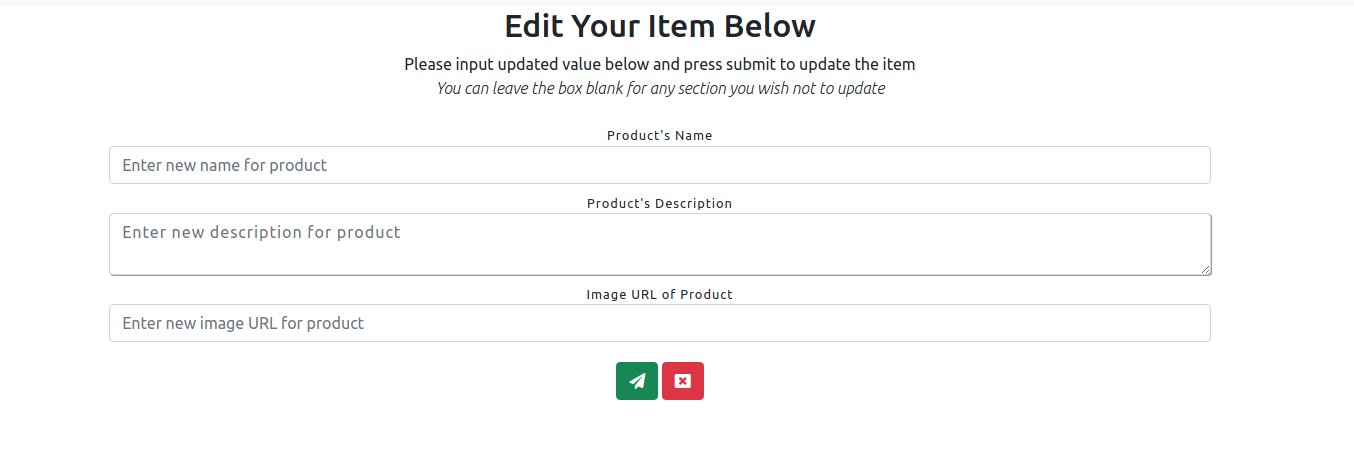 Edit Your Item Below
Please input updated value below and press submit to update the item
You can leave the box blank for any section you wish not to update
Product's Name
Enter new name for product
Product's Description
Enter new description for product
Image URL of Product
Enter new image URL for product